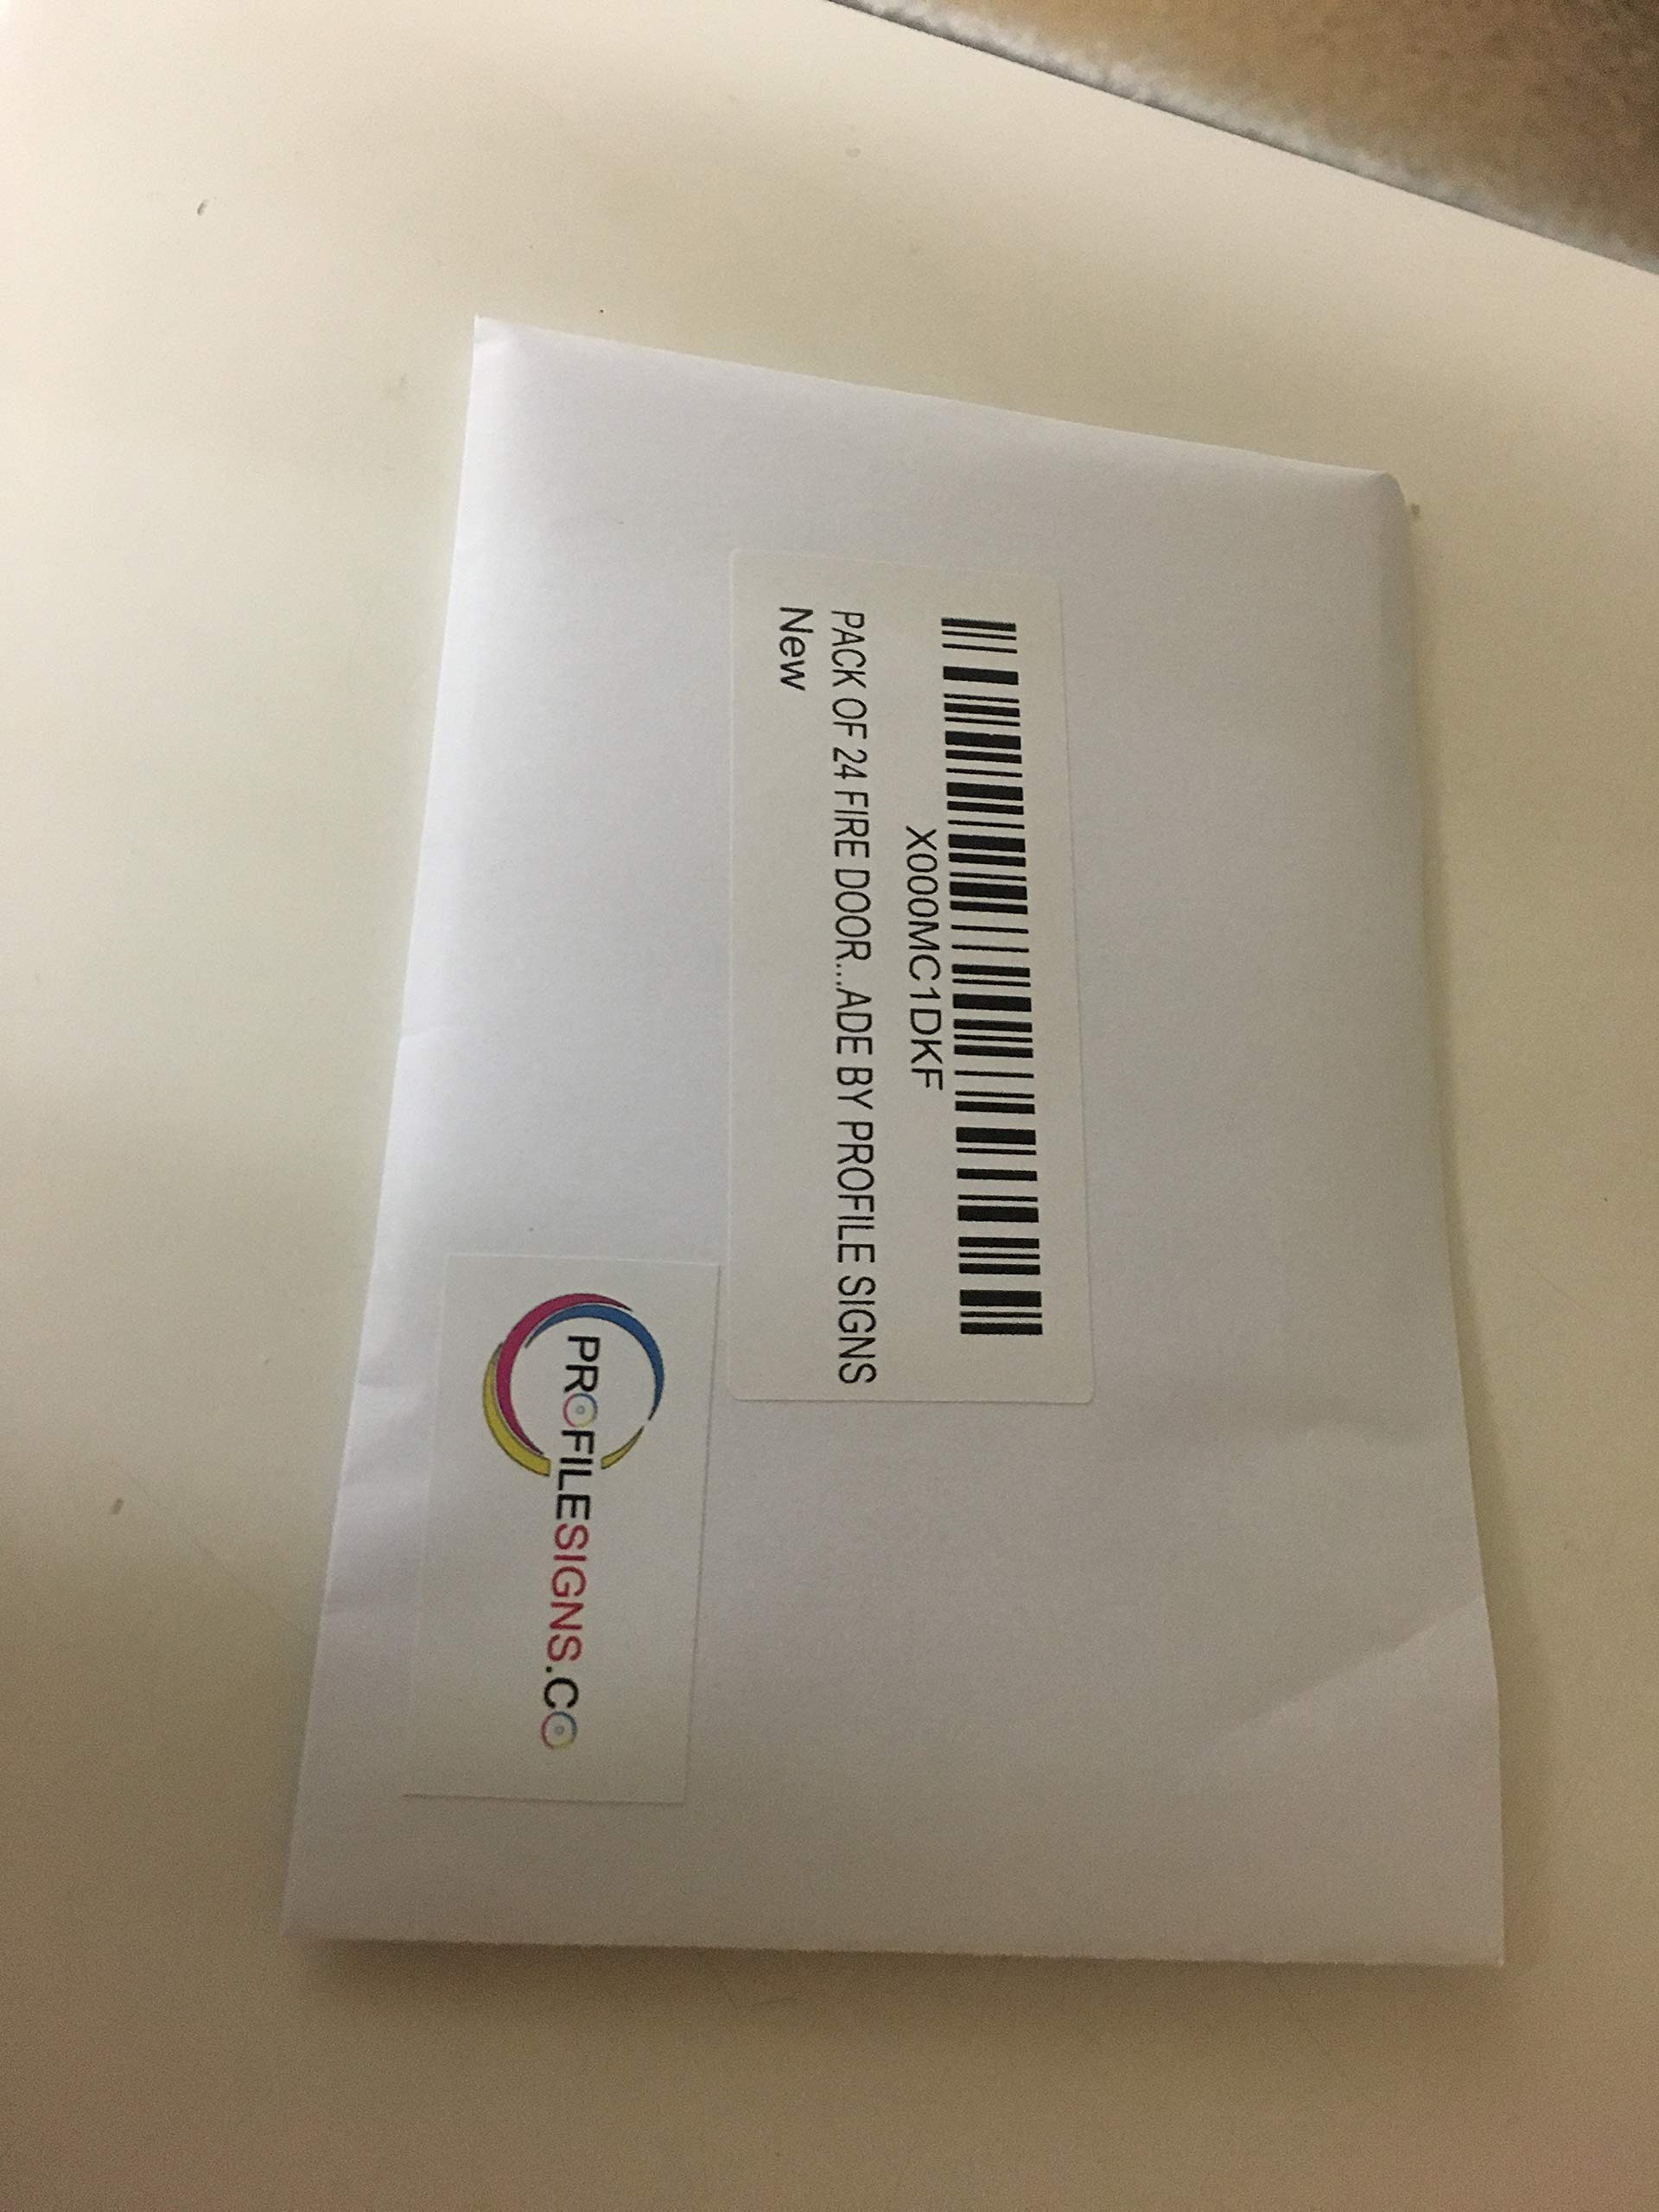 X000MC1DKF
PACK OF 24 FIRE DOOR...ADE BY PROFILE SIGNS
New
PROFILESIGNS.CO